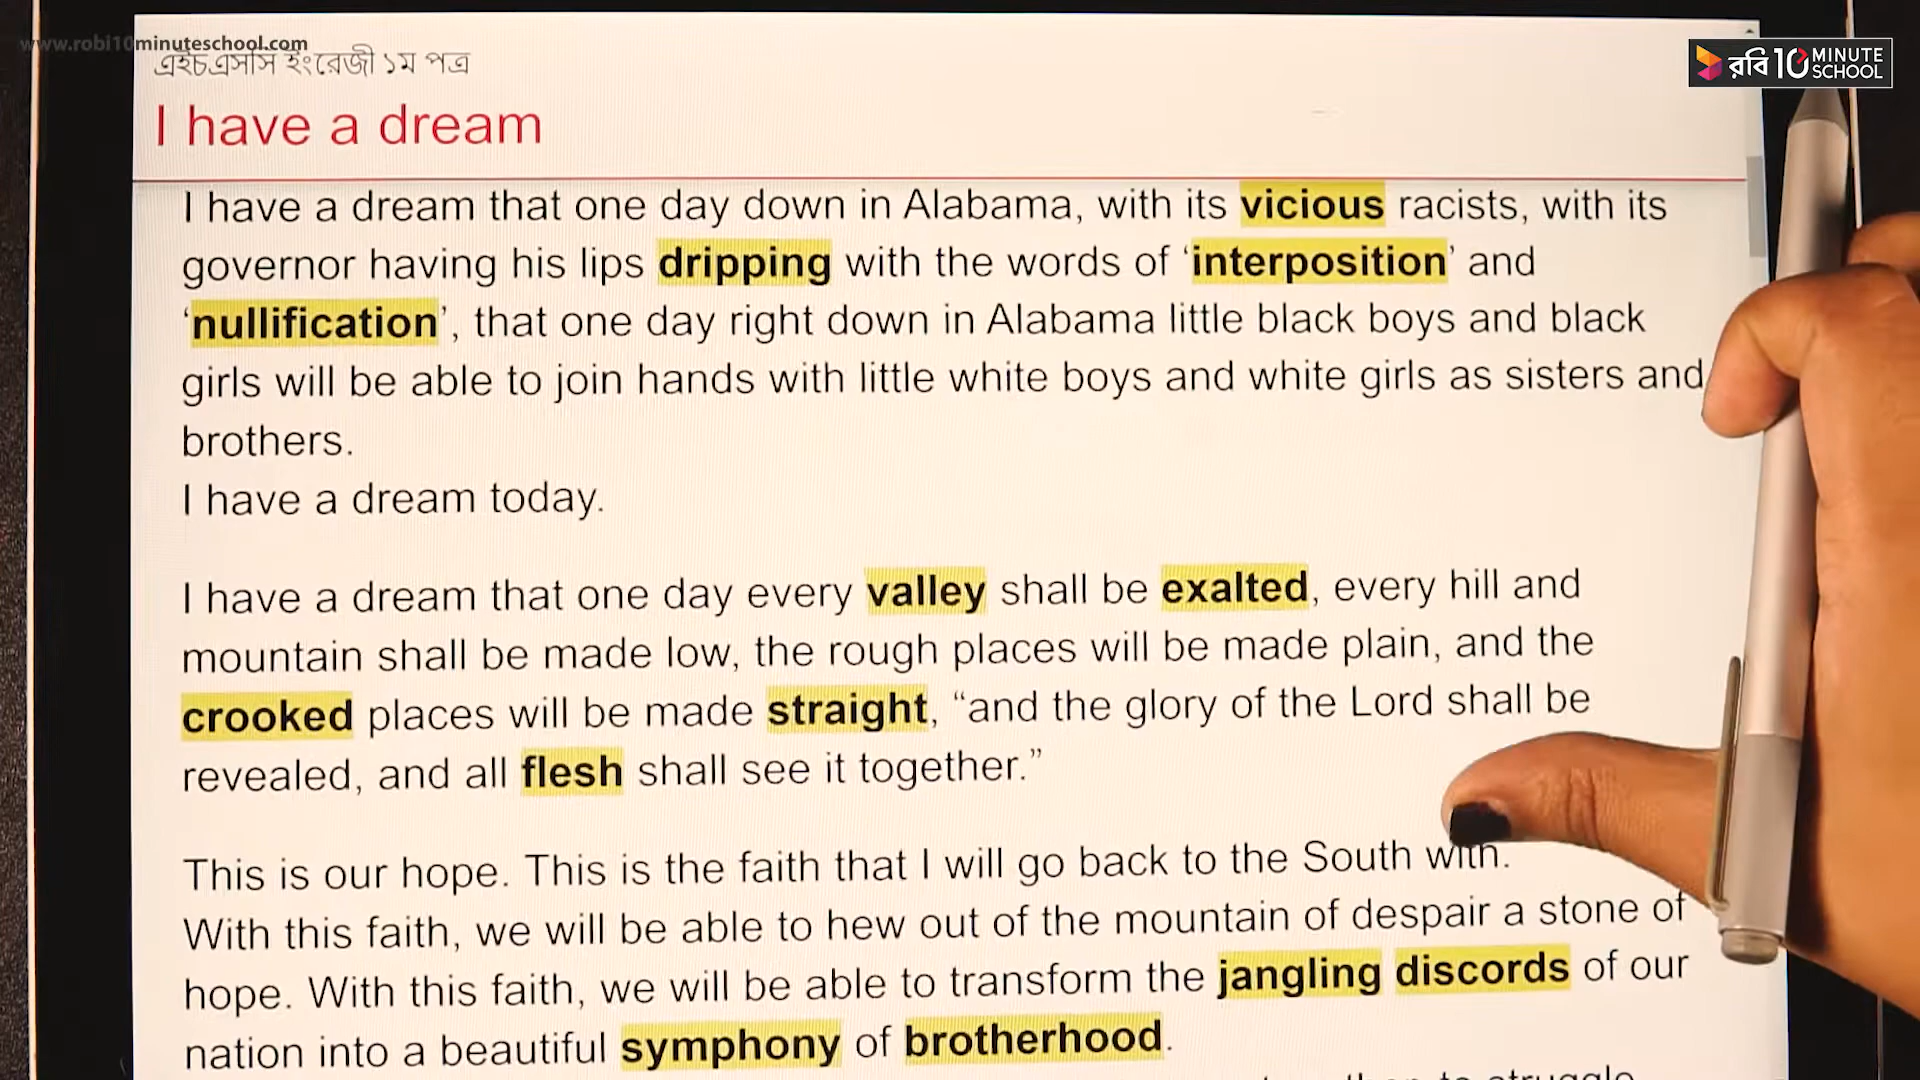 www.robi10minuteschool.com
এইচএসসি ইংরেজী ১ম পত্র
রবি 10 MINUTE SCHOOL
I have a dream
I have a dream that one day down in Alabama, with its vicious racists, with its
governor having his lips dripping with the words of ‘interposition’ and
‘nullification’, that one day right down in Alabama little black boys and black
girls will be able to join hands with little white boys and white girls as sisters and
brothers.
I have a dream today.
I have a dream that one day every valley shall be exalted, every hill and
mountain shall be made low, the rough places will be made plain, and the
crooked places will be made straight, “and the glory of the Lord shall be
revealed, and all flesh shall see it together.”
This is our hope. This is the faith that I will go back to the South with.
With this faith, we will be able to hew out of the mountain of despair a stone of
hope. With this faith, we will be able to transform the jangling discords of our
nation into a beautiful symphony of brotherhood.
to struggle